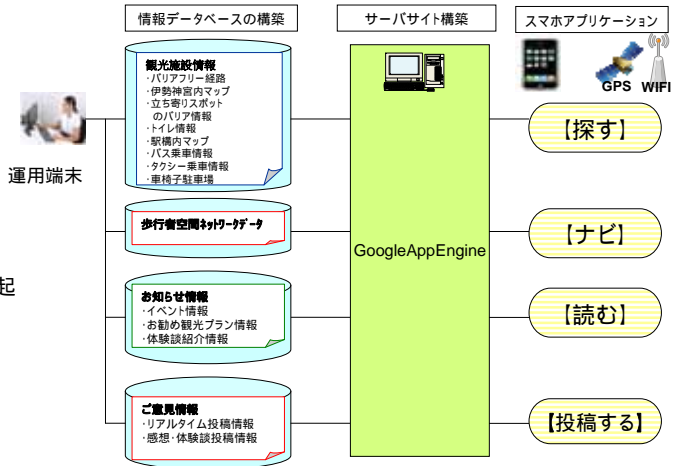 情報データベースの構築
サーバサイト構築
スマホアプリケーション
GPS WIFI
運用端末
起
観光施設情報
・バリアフリー経路
・伊勢神宮内マップ
・立ち寄りスポット
のバリア情報
・トイレ情報
・駅構内マップ
・バス乗車情報
・タクシー乗車情報
・車椅子駐車場
歩行者空間ネットワークデータ
お知らせ情報
・イベント情報
・お勧め観光プラン情報
・体験談紹介情報
ご意見情報
・リアルタイム投稿情報
・感想・体験談投稿情報
GoogleAppEngine
【探す】
【ナビ】
【読む】
【投稿する】